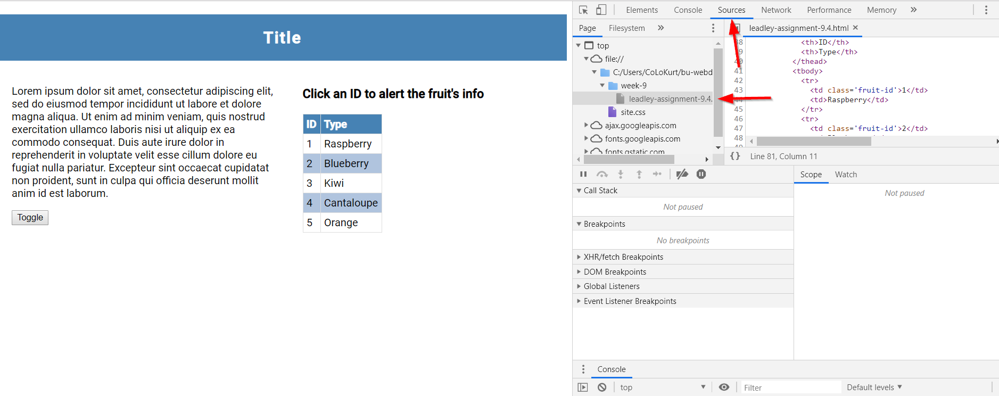 Title
Lorem ipsum dolor sit amet, consectetur adipiscing elit,
sed do eiusmod tempor incididunt ut labore et dolore
magna aliqua. Ut enim ad minim veniam, quis nostrud
exercitation ullamco laboris nisi ut aliquip ex ea
commodo consequat. Duis aute irure dolor in
reprehenderit in voluptate velit esse cillum dolore eu
fugiat nulla pariatur. Excepteur sint occaecat cupidatat
non proident, sunt in culpa qui officia deserunt mollit
anim id est laborum.
Toggle
Click an ID to alert the fruit's info
ID Type
1 Raspberry
2 Blueberry
3 Kiwi
4 Cantaloupe
5 Orange
Elements Console Sources Network Performance Memory »
Page Filesystem »
top
file://
C:/Users/CoLoKurt/bu-webd
week-9
leadley-assignment-9.4.
site.css
ajax.googleapis.com
fonts.googleapis.com
fonts.gstatic.com
leadley-assignment-9.4.html ×
38 <th>ID</th>
39 <th>Type</th>
40 </thead>
41 <tbody>
42 <tr>
43 <td class='fruit-id'>1</td>
44 <td>Raspberry</td>
45 </tr>
46 <tr>
47 <td class='fruit-id'>2</td>
48
{} Line 81, Column 11
Call Stack
Not paused
Breakpoints
No breakpoints
XHR/fetch Breakpoints
DOM Breakpoints
Global Listeners
Event Listener Breakpoints
Scope Watch
Not paused
Console
top Filter Default levels